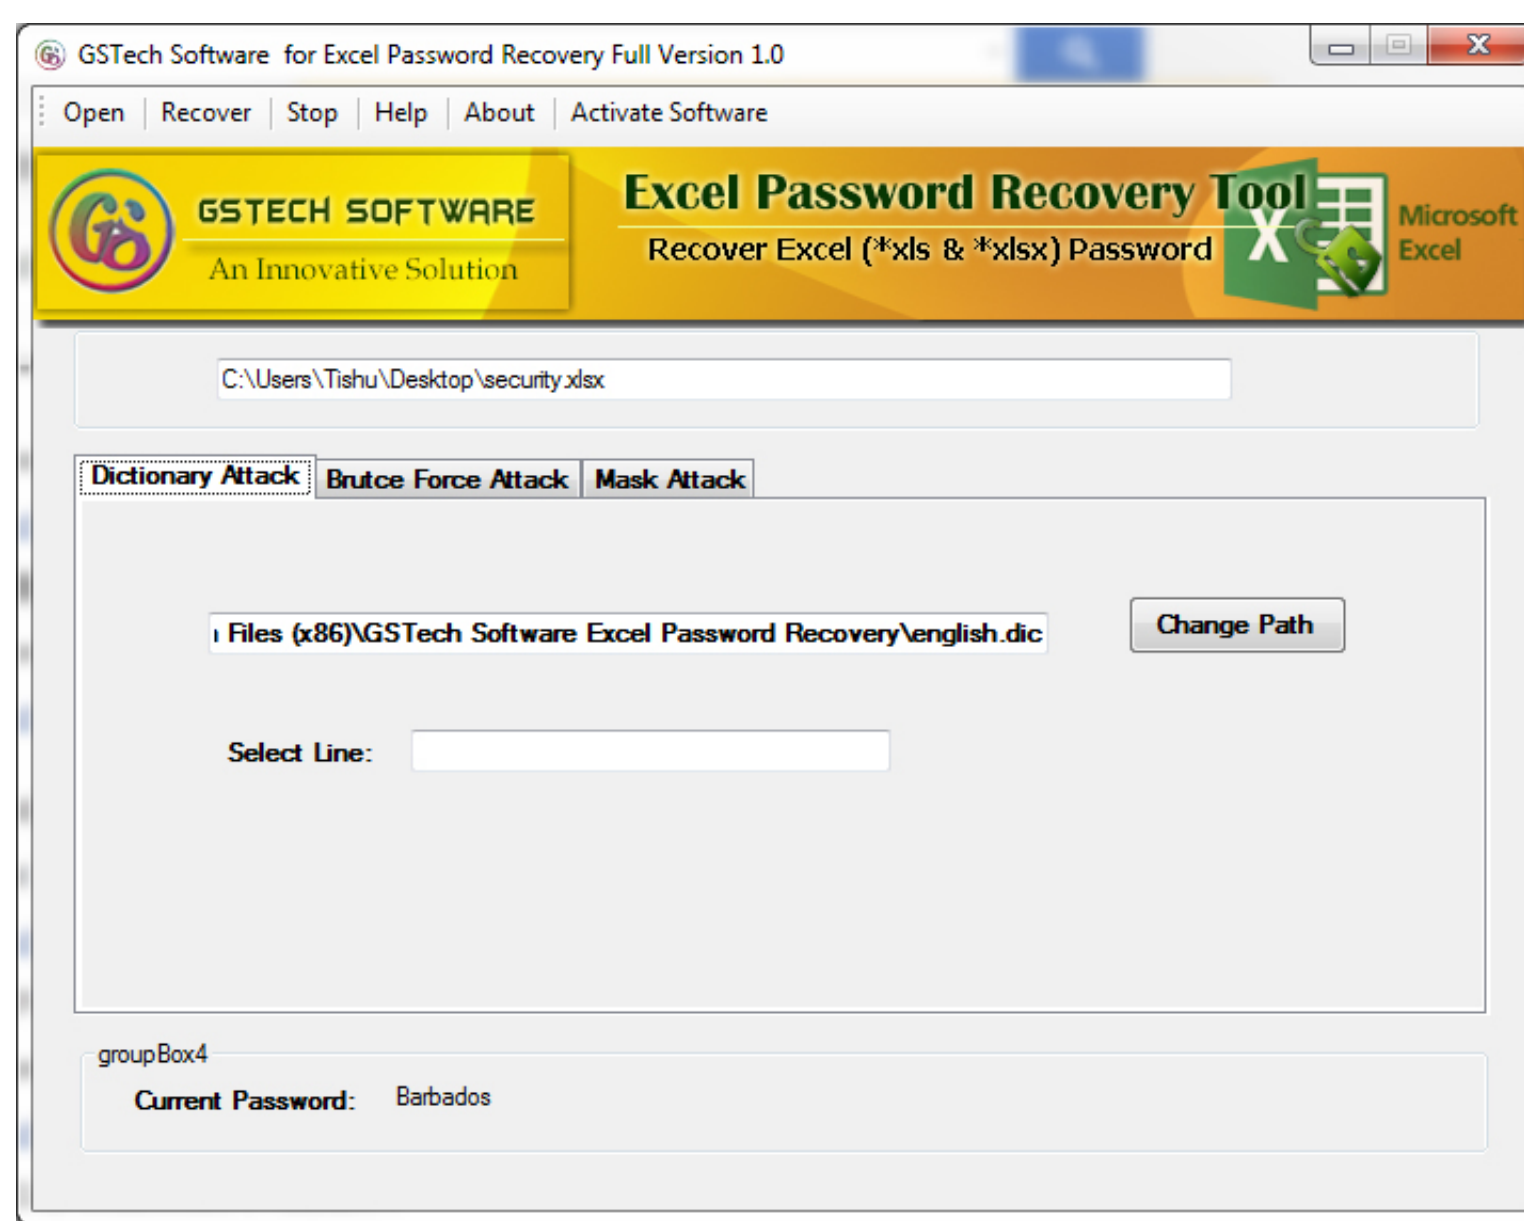 GSTech Software for Excel Password Recovery Full Version 1.0
Open Recover Stop Help About Activate Software
GS
GSTECH SOFTWARE
An Innovative Solution
Excel Password Recovery Tool
Recover Excel (*xls & *xlsx) Password
X
Microsoft
Excel
C:\Users\Tishu\Desktop\security.xlsx
Dictionary Attack Brutce Force Attack Mask Attack
Files (x86)\GSTech Software Excel Password Recovery\english.dic
Change Path
Select Line:
groupBox4
Current Password: Barbados